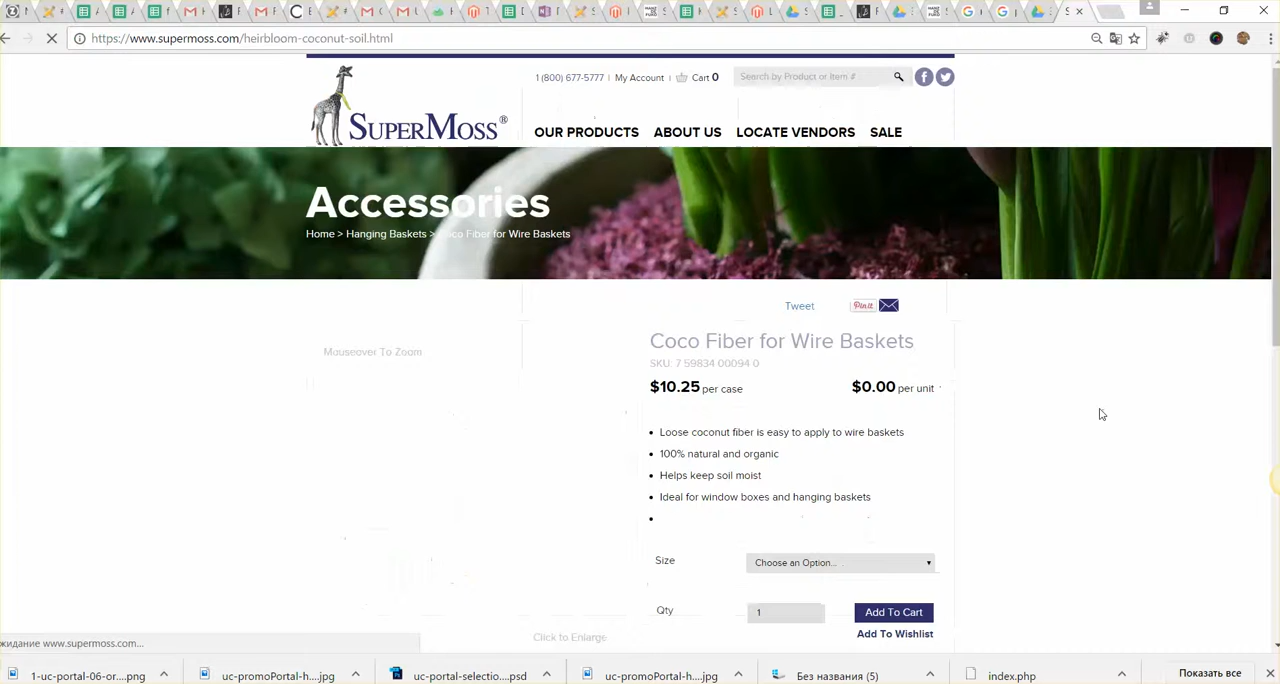 https://www.supermoss.com/heirbloom-coconut-soil.html
1 (800) 677-5777 | My Account | Cart 0
Search by Product or Item #
SUPERMOSS®
OUR PRODUCTS ABOUT US LOCATE VENDORS SALE
Accessories
Home > Hanging Baskets > Coco Fiber for Wire Baskets
Tweet
Pin it
Mouseover To Zoom
Coco Fiber for Wire Baskets
SKU: 7 59834 00094 0
$10.25 per case $0.00 per unit
Loose coconut fiber is easy to apply to wire baskets
100% natural and organic
Helps keep soil moist
Ideal for window boxes and hanging baskets
Size Choose an Option...
Qty 1 Add To Cart
Add To Wishlist
Click to Enlarge
www.supermoss.com...
1-uc-portal-06-or....png
uc-promoPortal-h....jpg
uc-portal-selectio....psd
uc-promoPortal-h....jpg
Без названия (5)
index.php
Показать все